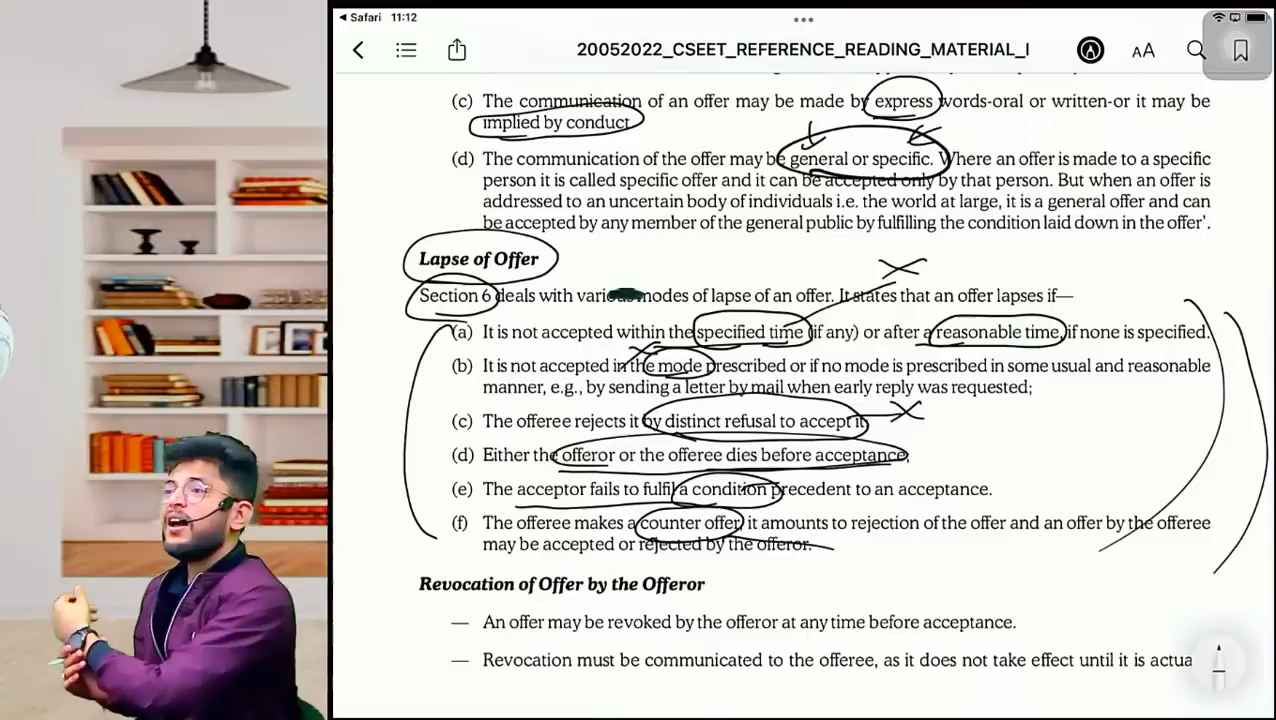 Safari 11:12
20052022_CSEET_REFERENCE_READING_MATERIAL_I
AA
(c) The communication of an offer may be made by express words-oral or written-or it may be
implied by conduct
(d) The communication of the offer may be general or specific. Where an offer is made to a specific
person it is called specific offer and it can be accepted only by that person. But when an offer is
addressed to an uncertain body of individuals i.e. the world at large, it is a general offer and can
be accepted by any member of the general public by fulfilling the condition laid down in the offer'.
Lapse of Offer
Section 6 deals with various modes of lapse of an offer. It states that an offer lapses if—
(a) It is not accepted within the specified time (if any) or after a reasonable time, if none is specified.
(b) It is not accepted in the mode prescribed or if no mode is prescribed in some usual and reasonable
manner, e.g., by sending a letter by mail when early reply was requested;
(c) The offeree rejects it by distinct refusal to accept it;
(d) Either the offeror or the offeree dies before acceptance;
(e) The acceptor fails to fulfil a condition precedent to an acceptance.
(f) The offeree makes a counter offer, it amounts to rejection of the offer and an offer by the offeree
may be accepted or rejected by the offeror.
Revocation of Offer by the Offeror
— An offer may be revoked by the offeror at any time before acceptance.
— Revocation must be communicated to the offeree, as it does not take effect until it is actua